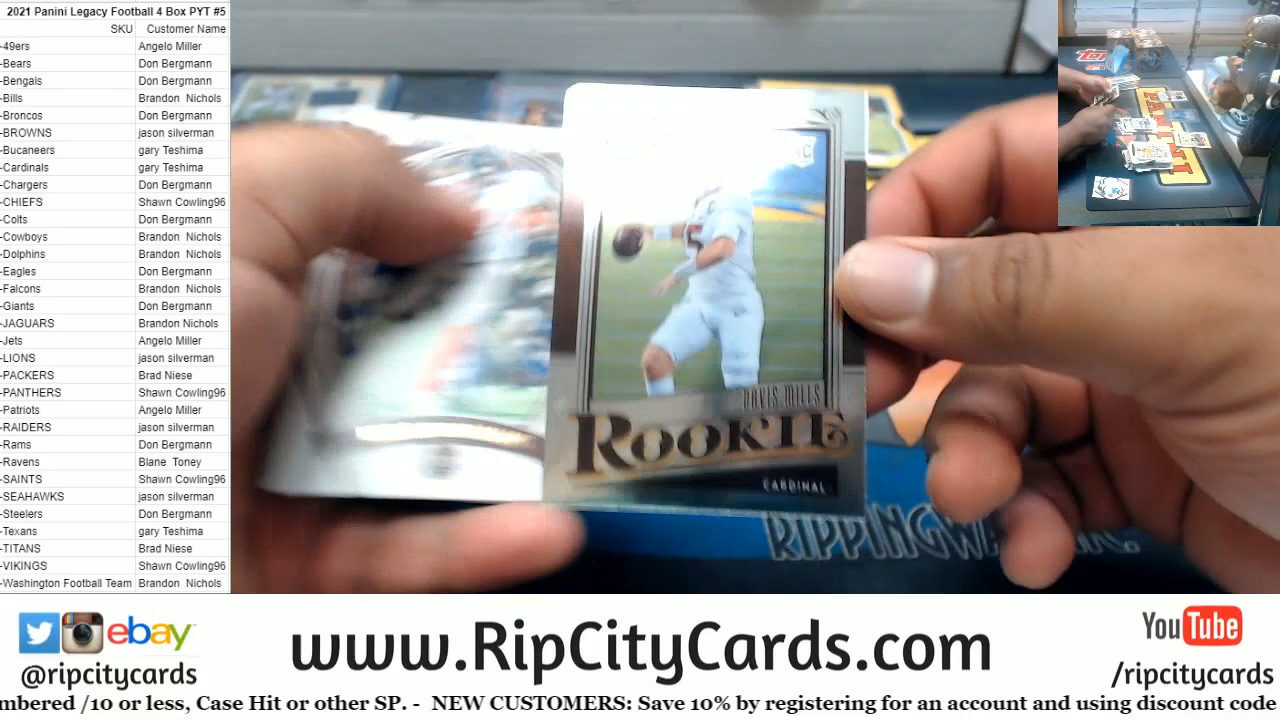 2021 Panini Legacy Football 4 Box PYT #5
SKU Customer Name
-49ers Angelo Miller
-Bears Don Bergmann
-Bengals Don Bergmann
-Bills Brandon Nichols
-Broncos Don Bergmann
-BROWNS jason silverman
-Bucaneers gary Teshima
-Cardinals gary Teshima
-Chargers Don Bergmann
-CHIEFS Shawn Cowling96
-Colts Don Bergmann
-Cowboys Brandon Nichols
-Dolphins Brandon Nichols
-Eagles Don Bergmann
-Falcons Brandon Nichols
-Giants Don Bergmann
-JAGUARS Brandon Nichols
-Jets Angelo Miller
-LIONS jason silverman
-PACKERS Brad Niese
-PANTHERS Shawn Cowling96
-Patriots Angelo Miller
-RAIDERS jason silverman
-Rams Don Bergmann
-Ravens Blane Toney
-SAINTS Shawn Cowling96
-SEAHAWKS jason silverman
-Steelers Don Bergmann
-Texans gary Teshima
-TITANS Brad Niese
-VIKINGS Shawn Cowling96
-Washington Football Team Brandon Nichols
DAVIS MILLS
ROOKIE
CARDINAL
ebay
@ripcitycards
www.RipCityCards.com
YouTube
/ripcitycards
mbered /10 or less, Case Hit or other SP. - NEW CUSTOMERS: Save 10% by registering for an account and using discount code